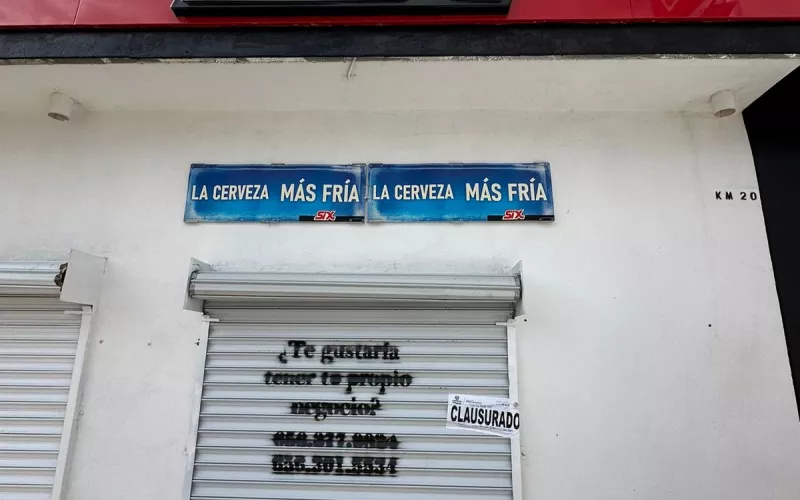 LA CERVEZA MÁS FRÍA
SIX
LA CERVEZA MÁS FRÍA
SIX
KM 20
¿Te gustaría
tener tu propio
negocio?
CLAUSURADO
656.301.5534